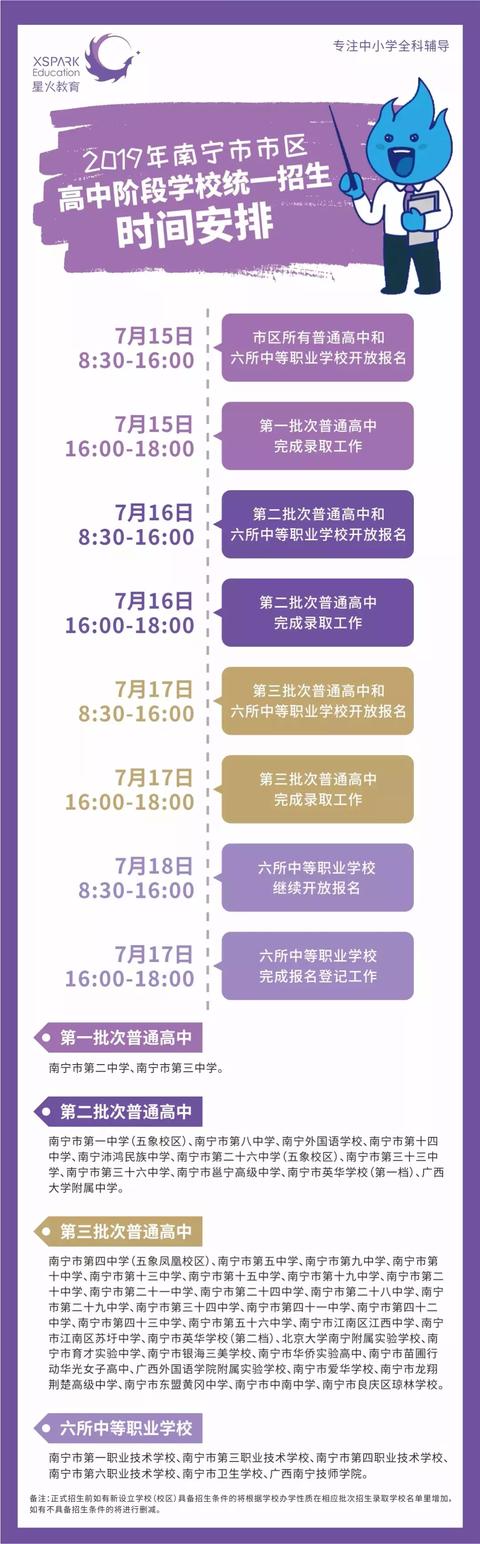 XSPARK
Education
星火教育
专注中小学全科辅导
2019年南宁市市区
高中阶段学校统一招生
时间安排
7月15日
8:30-16:00
市区所有普通高中和
六所中等职业学校开放报名
7月15日
16:00-18:00
第一批次普通高中
完成录取工作
7月16日
8:30-16:00
第二批次普通高中和
六所中等职业学校开放报名
7月16日
16:00-18:00
第二批次普通高中
完成录取工作
7月17日
8:30-16:00
第三批次普通高中和
六所中等职业学校开放报名
7月17日
16:00-18:00
第三批次普通高中
完成录取工作
7月18日
8:30-16:00
六所中等职业学校
继续开放报名
7月17日
16:00-18:00
六所中等职业学校
完成报名登记工作
第一批次普通高中
南宁市第二中学、南宁市第三中学。
第二批次普通高中
南宁市第一中学(五象校区)、南宁市第八中学、南宁外国语学校、南宁市第十四
中学、南宁沛鸿民族中学、南宁市第二十六中学(五象校区)、南宁市第三十三中
学、南宁市第三十六中学、南宁市邕宁高级中学、南宁市英华学校(第一档)、广西
大学附属中学。
第三批次普通高中
南宁市第四中学(五象凤凰校区)、南宁市第五中学、南宁市第九中学、南宁市第
十中学、南宁市第十三中学、南宁市第十五中学、南宁市第十九中学、南宁市第二
十中学、南宁市第二十一中学、南宁市第二十四中学、南宁市第二十八中学、南宁
市第二十九中学、南宁市第三十四中学、南宁市第四十一中学、南宁市第四十二
中学、南宁市第四十三中学、南宁市第五十六中学、南宁市江南区江西中学、南宁
市江南区苏圩中学、南宁市英华学校(第二档)、北京大学南宁附属实验学校、南
宁市育才实验中学、南宁市银海三美学校、南宁市华侨实验高中、南宁市苗圃行
动华光女子高中、广西外国语学院附属实验学校、南宁市爱华学校、南宁市龙翔
荆楚高级中学、南宁市东盟黄冈中学、南宁市中南中学、南宁市良庆区琼林学校。
六所中等职业学校
南宁市第一职业技术学校、南宁市第三职业技术学校、南宁市第四职业技术学校、
南宁市第六职业技术学校、南宁市卫生学校、广西南宁技师学院。
备注:正式招生前如有新设立学校(校区)具备招生条件的将根据学校办学性质在相应批次招生录取学校名单里增加,
如有不具备招生条件的将进行删减。